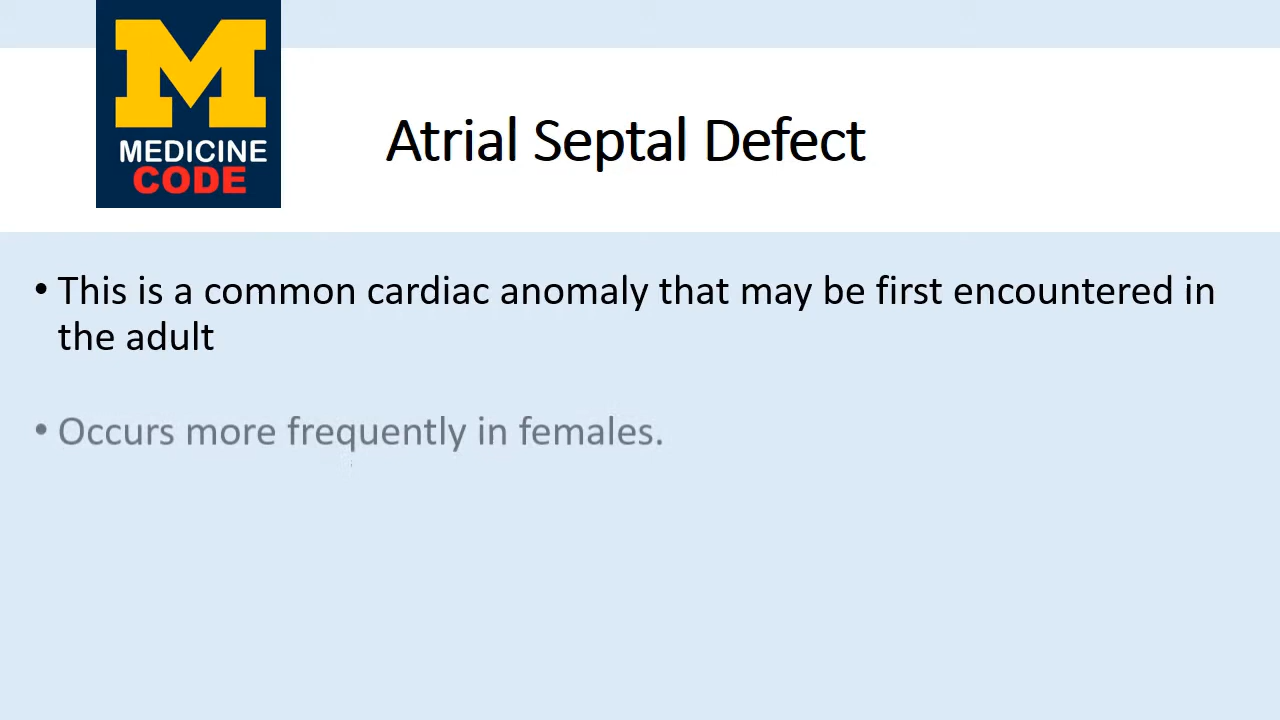 M
MEDICINE
CODE
Atrial Septal Defect
• This is a common cardiac anomaly that may be first encountered in
the adult
• Occurs more frequently in females.